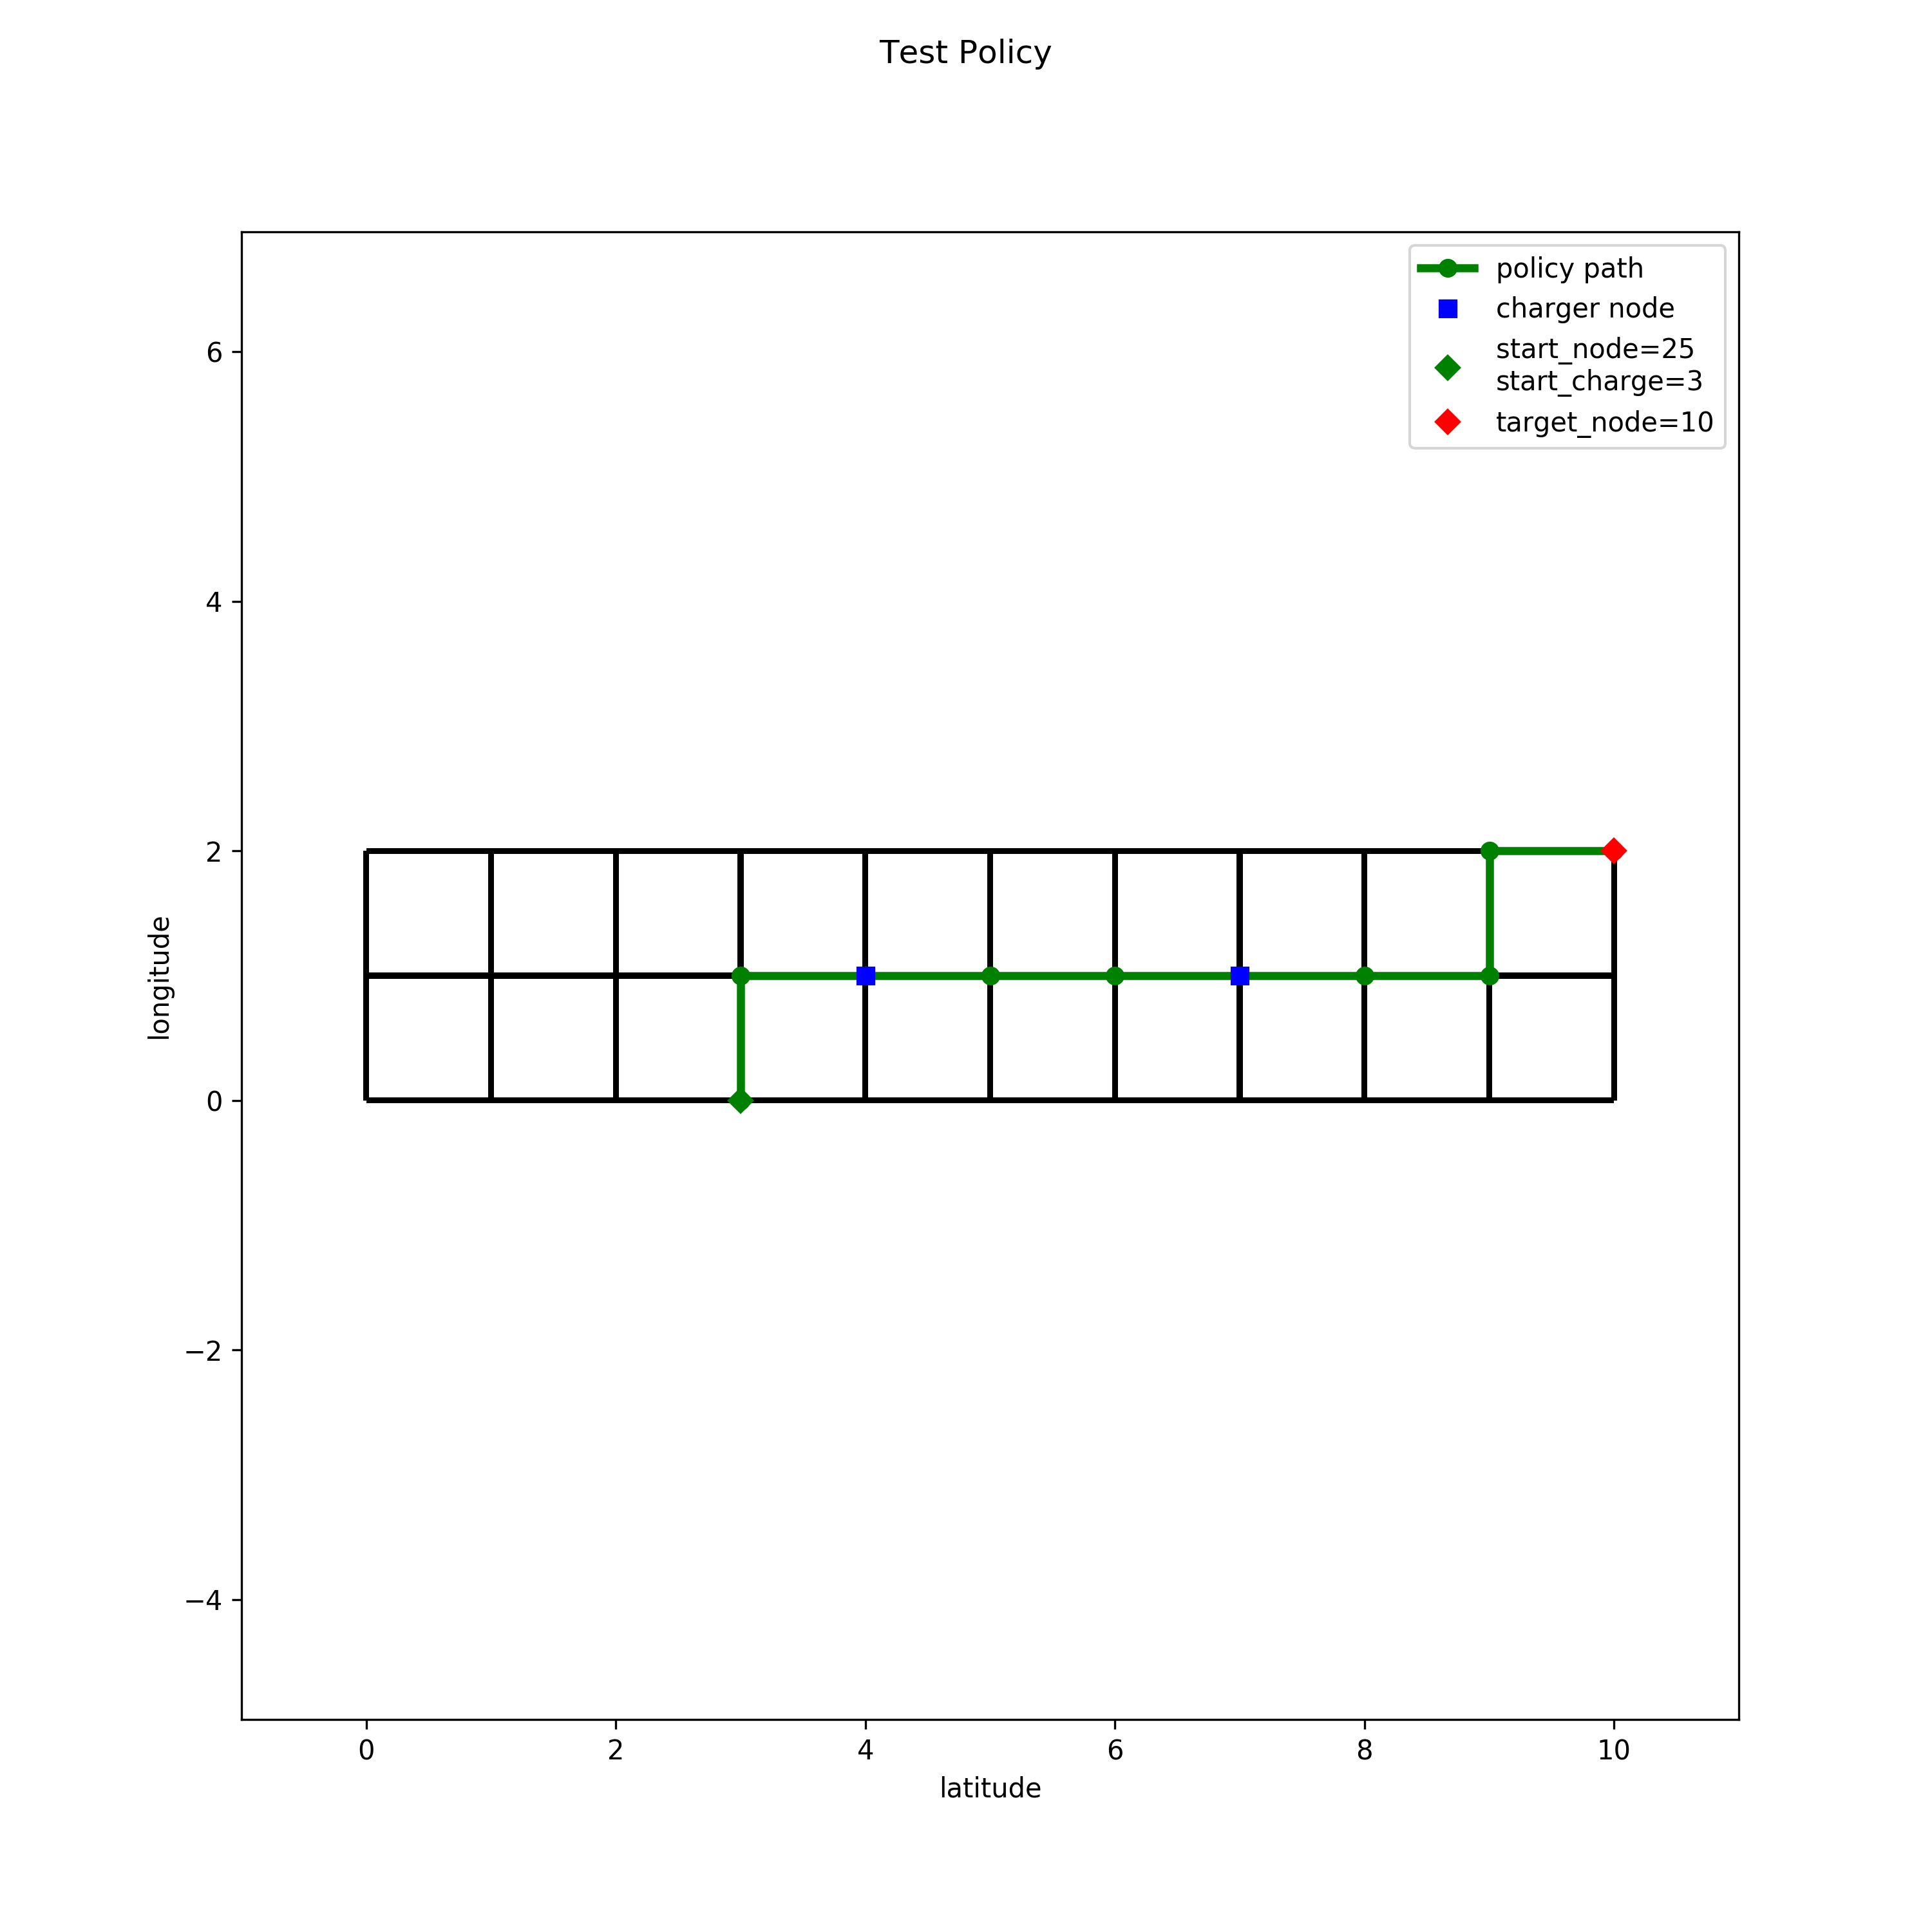 Test Policy
policy path
charger node
start_node=25
start_charge=3
target_node=10
6
4
2
0
−2
−4
longitude
0 2 4 6 8 10
latitude